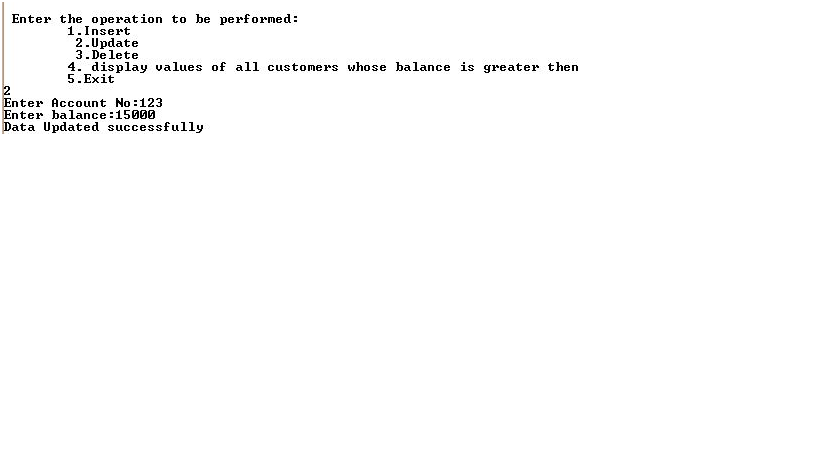 Enter the operation to be performed:
1.Insert
2.Update
3.Delete
4. display values of all customers whose balance is greater then
5.Exit
2
Enter Account No:123
Enter balance:15000
Data Updated successfully